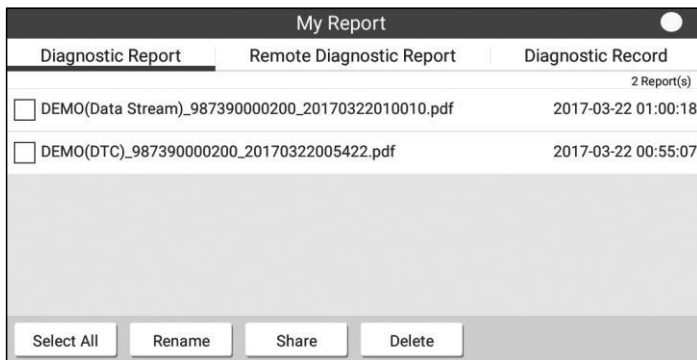 My Report
Diagnostic Report Remote Diagnostic Report Diagnostic Record
2 Report(s)
DEMO(Data Stream)_987390000200_20170322010010.pdf 2017-03-22 01:00:18
DEMO(DTC)_987390000200_20170322005422.pdf 2017-03-22 00:55:07
Select All Rename Share Delete